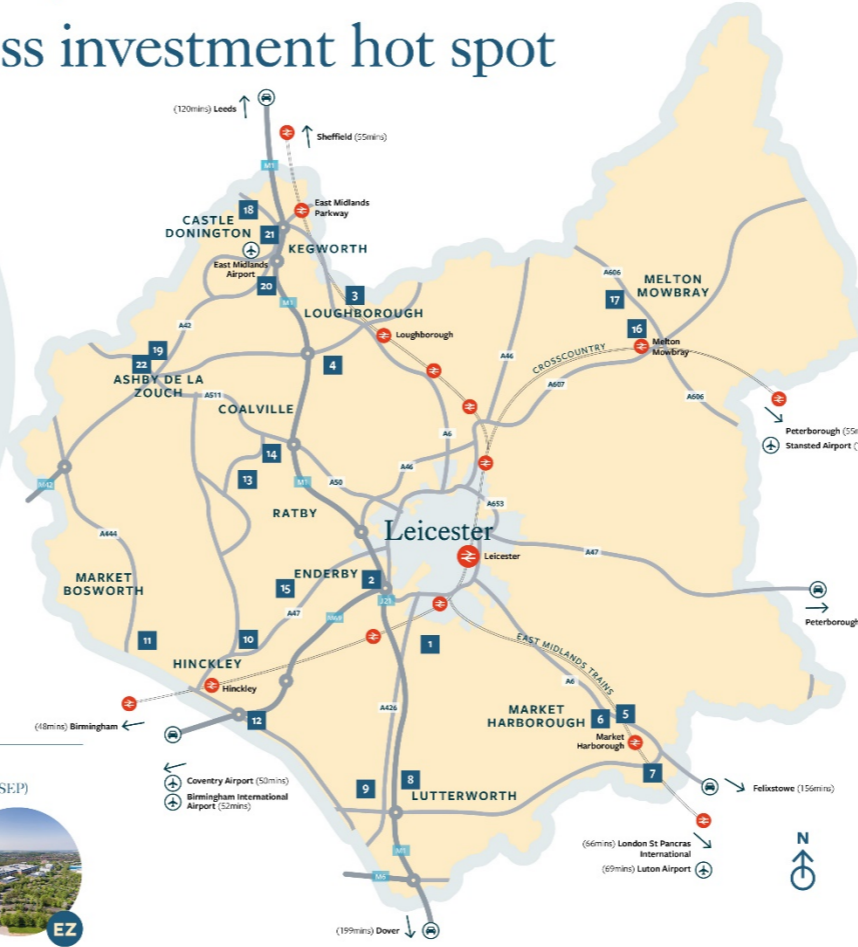 ss investment hot spot
(120mins) Leeds
Sheffield (55mins)
M1
East Midlands
Parkway
18
CASTLE
DONINGTON
21
KEGWORTH
East Midlands
Airport
20
M1
3
LOUGHBOROUGH
Loughborough
A42
19
22
ASHBY DE LA
ZOUCH
4
A511
COALVILLE
A606
17
MELTON
MOWBRAY
16
Melton
Mowbray
CROSSCOUNTRY
A46
A607
A606
Peterborough (55
Stansted Airport
A6
14
13
M1
A50
A46
M42
RATBY
A444
A653
Leicester
Leicester
A47
MARKET
BOSWORTH
ENDERBY
2
J21
15
A47
M69
Peterborough
11
10
1
HINCKLEY
Hinckley
EAST MIDLANDS TRAINS
A6
(48mins) Birmingham
12
A426
MARKET
HARBOROUGH
6
5
Market
Harborough
7
Coventry Airport (50mins)
Birmingham International
Airport (52mins)
9
8
LUTTERWORTH
Felixstowe (156mins)
(66mins) London St Pancras
International
(69mins) Luton Airport
N
M1
M6
(199mins) Dover
SEP)
EZ